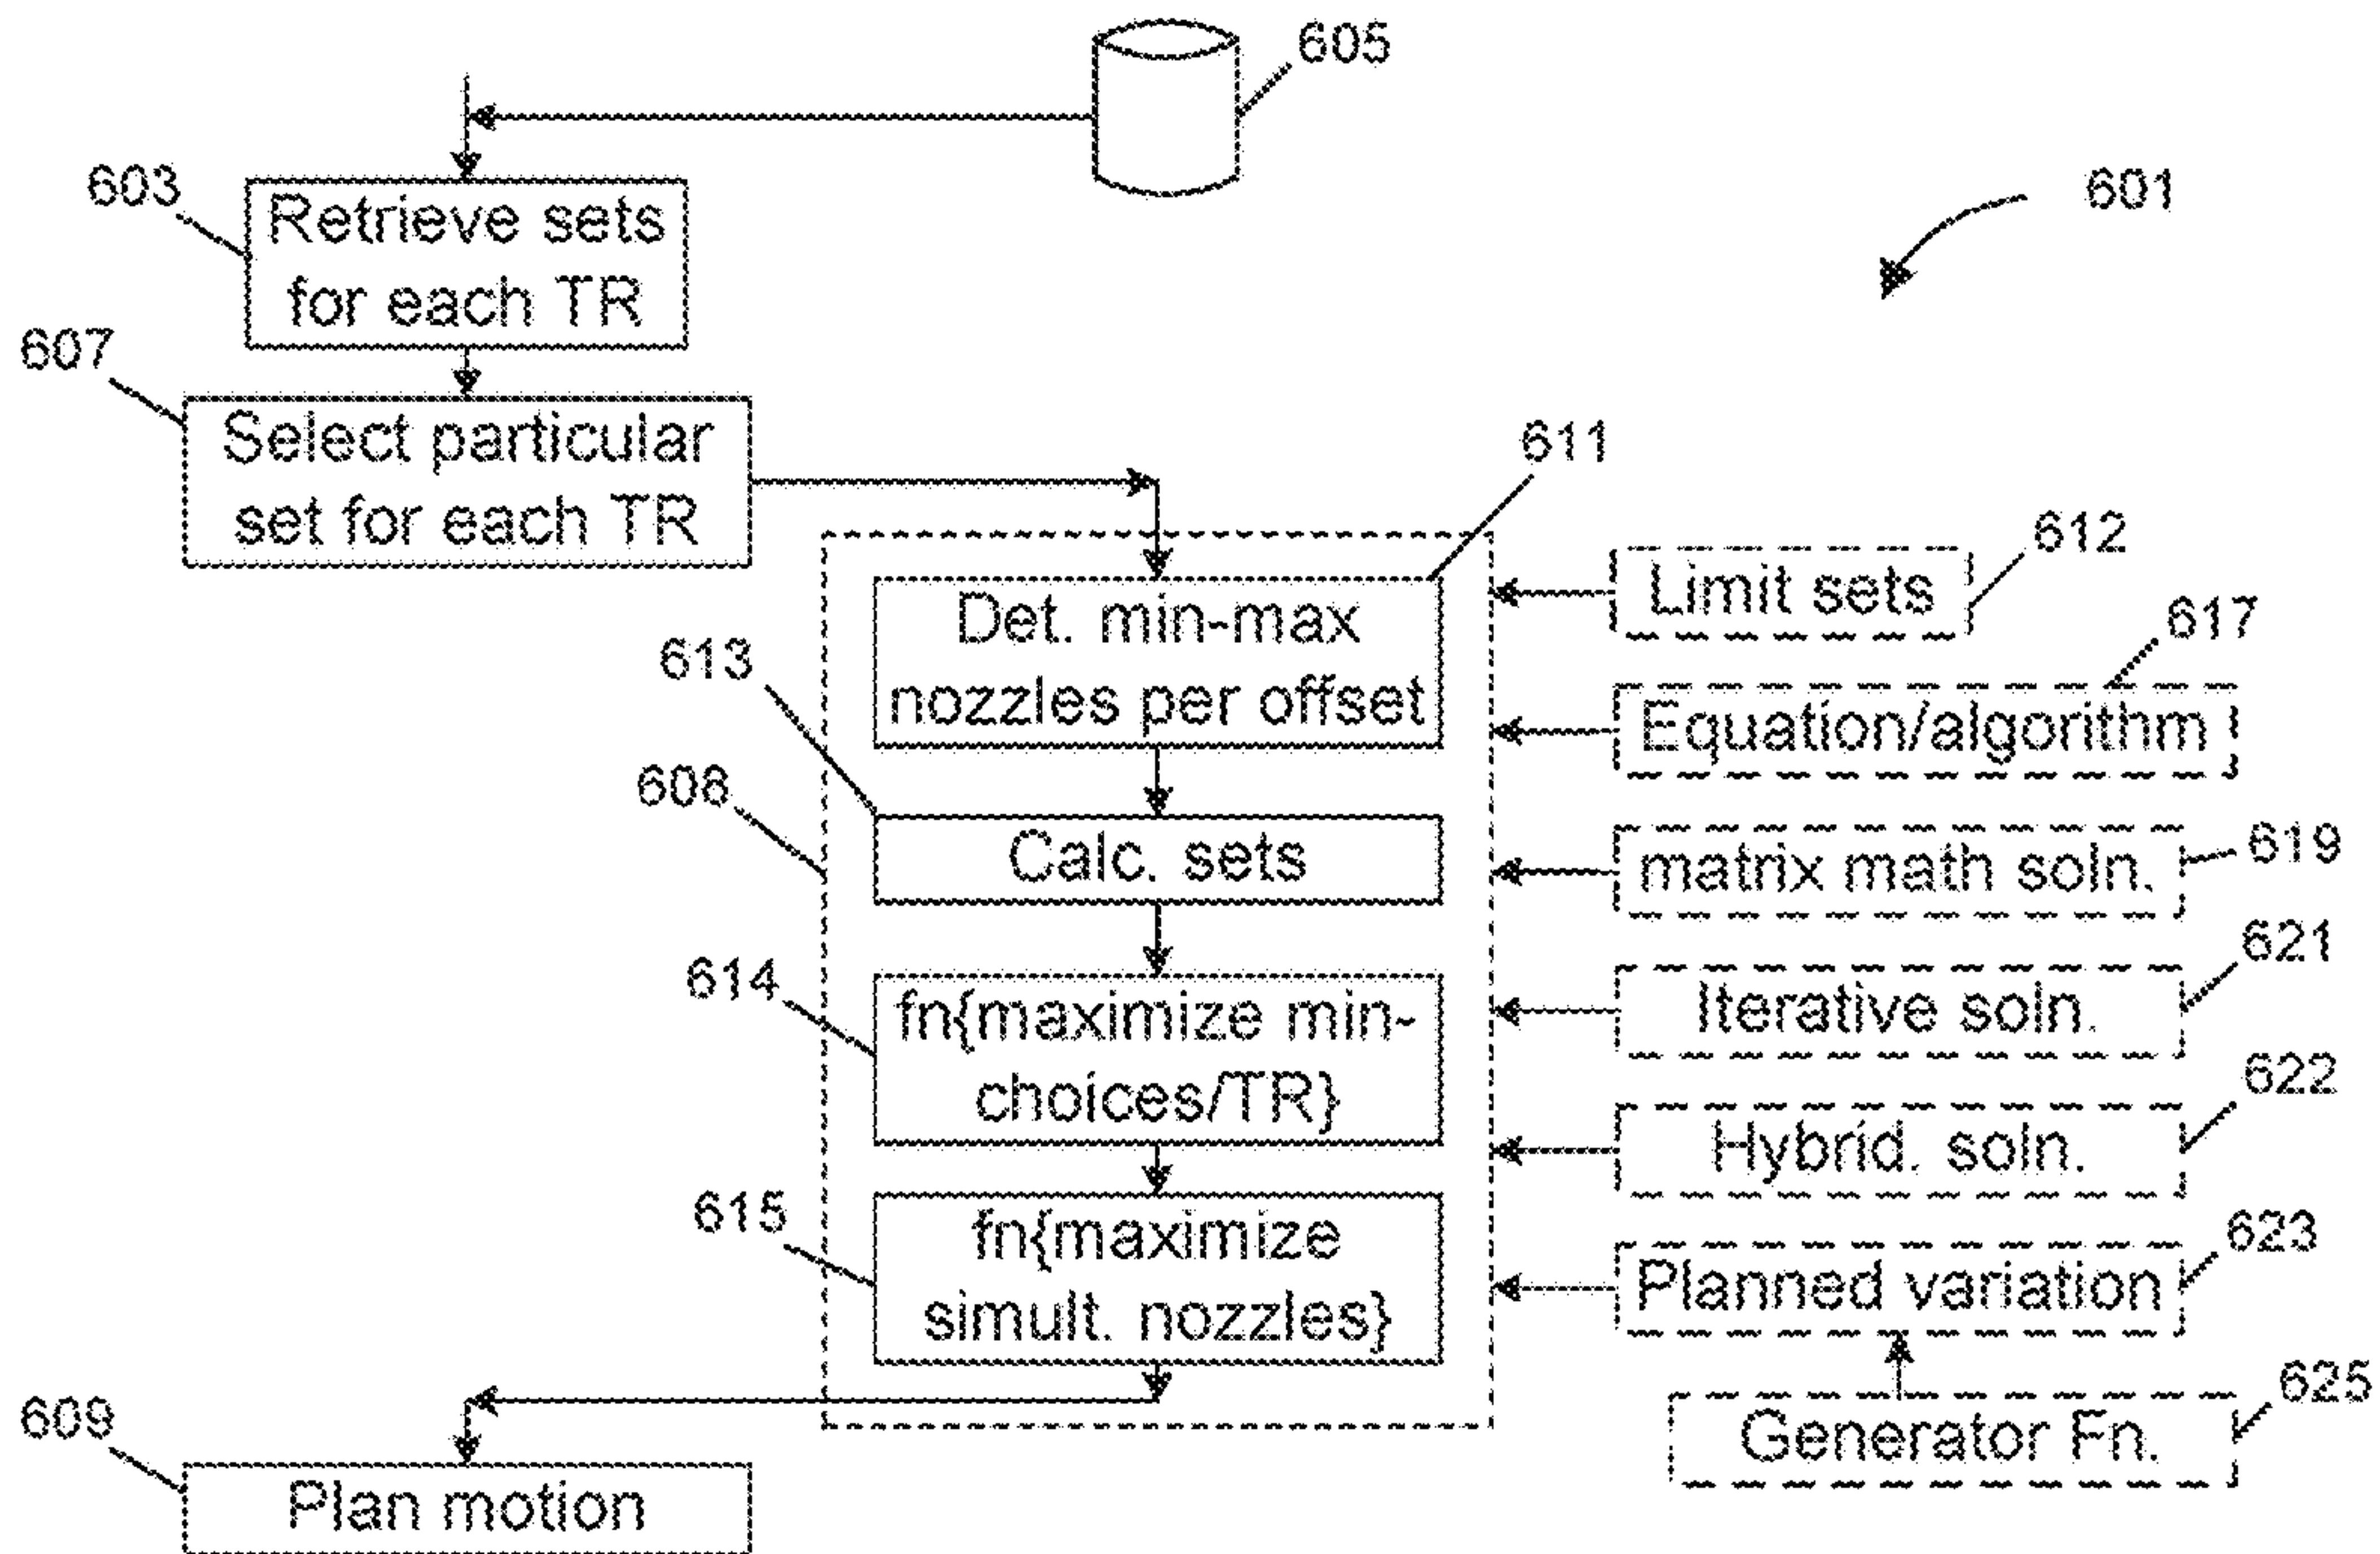 605
603
Retrieve sets
for each TR
601
607
Select particular
set for each TR
611
Det. min-max
nozzles per offset
Limit sets
612
617
Equation/algorithm
613
608
Calc. sets
matrix math soln.
619
614
fn{maximize min-
choices/TR}
Iterative soln.
621
622
Hybrid. soln.
615
fn{maximize
simult. nozzles}
623
Planned variation
625
Generator Fn.
609
Plan motion